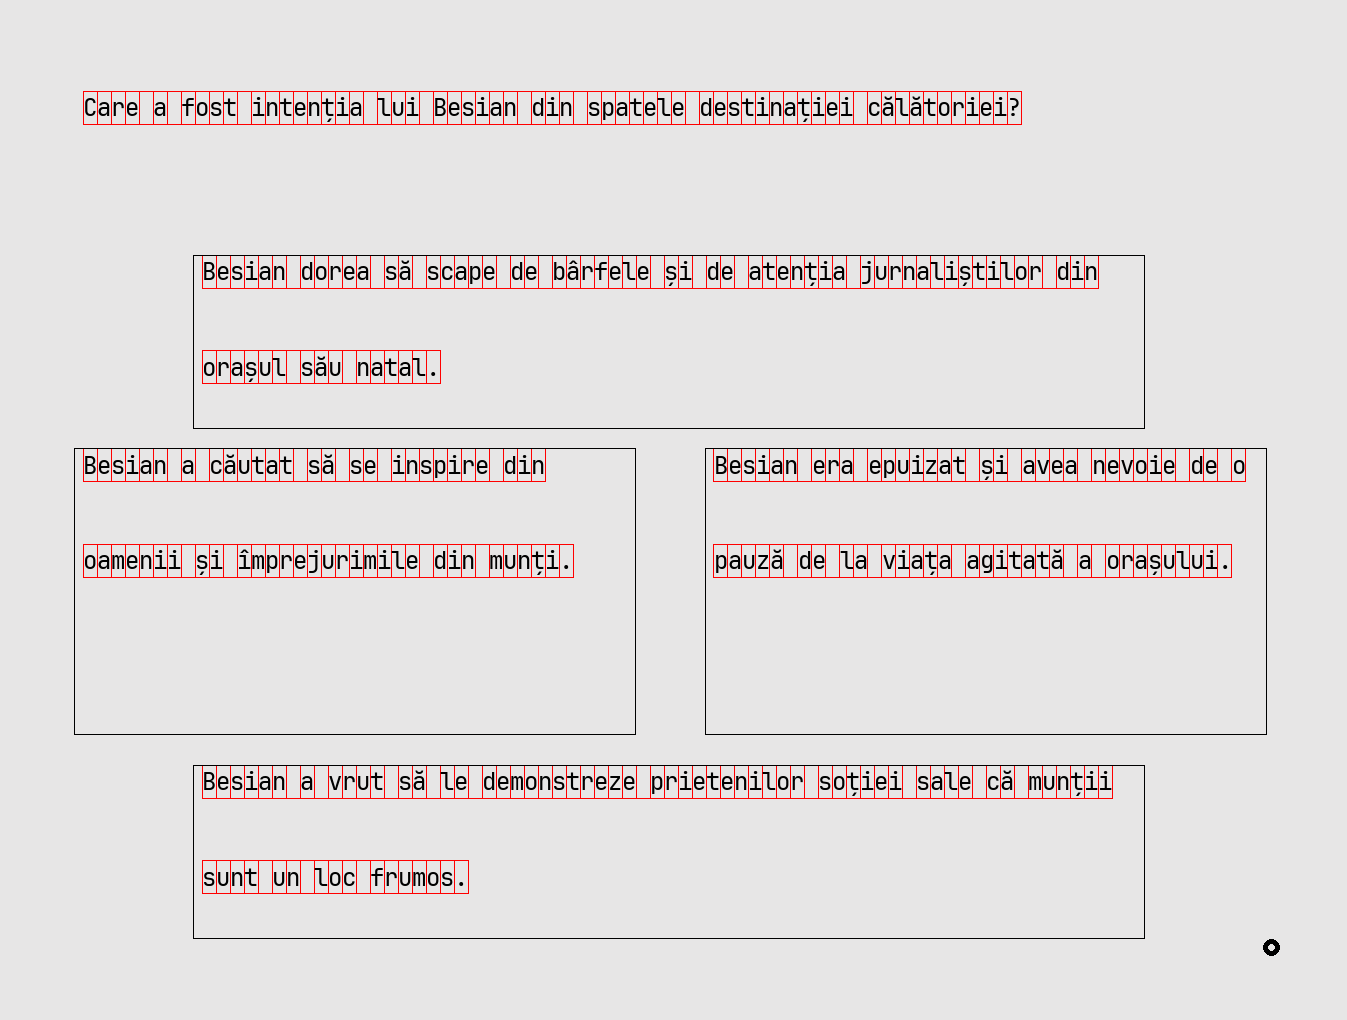 Care a fost intenția lui Besian din spatele destinației călătoriei?
Besian dorea să scape de bârfele și de atenția jurnaliștilor din
orașul său natal.
Besian a căutat să se inspire din
oamenii și împrejurimile din munți.
Besian era epuizat și avea nevoie de o
pauză de la viața agitată a orașului.
Besian a vrut să le demonstreze prietenilor soției sale că munții
sunt un loc frumos.